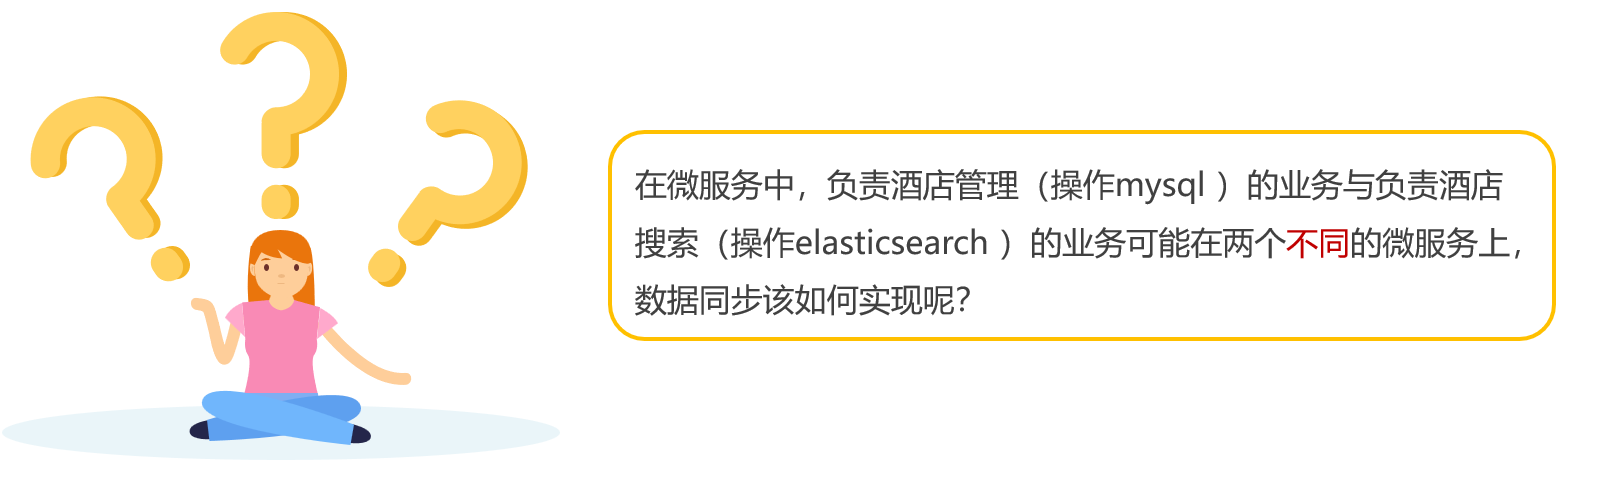 在微服务中，负责酒店管理（操作mysql ）的业务与负责酒店
搜索（操作elasticsearch ）的业务可能在两个不同的微服务上，
数据同步该如何实现呢？